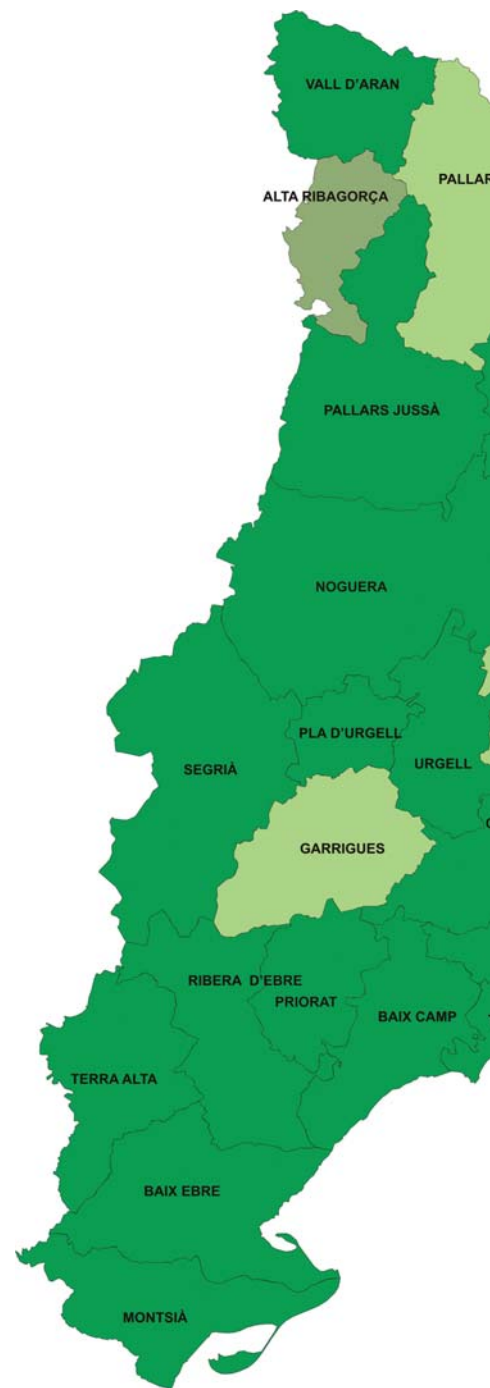 VALL D'ARAN
PALLAR
ALTA RIBAGORÇA
PALLARS JUSSÀ
NOGUERA
PLA D'URGELL
URGELL
SEGRIÀ
GARRIGUES
RIBERA D'EBRE
PRIORAT
BAIX CAMP
TERRA ALTA
BAIX EBRE
MONTSIÀ